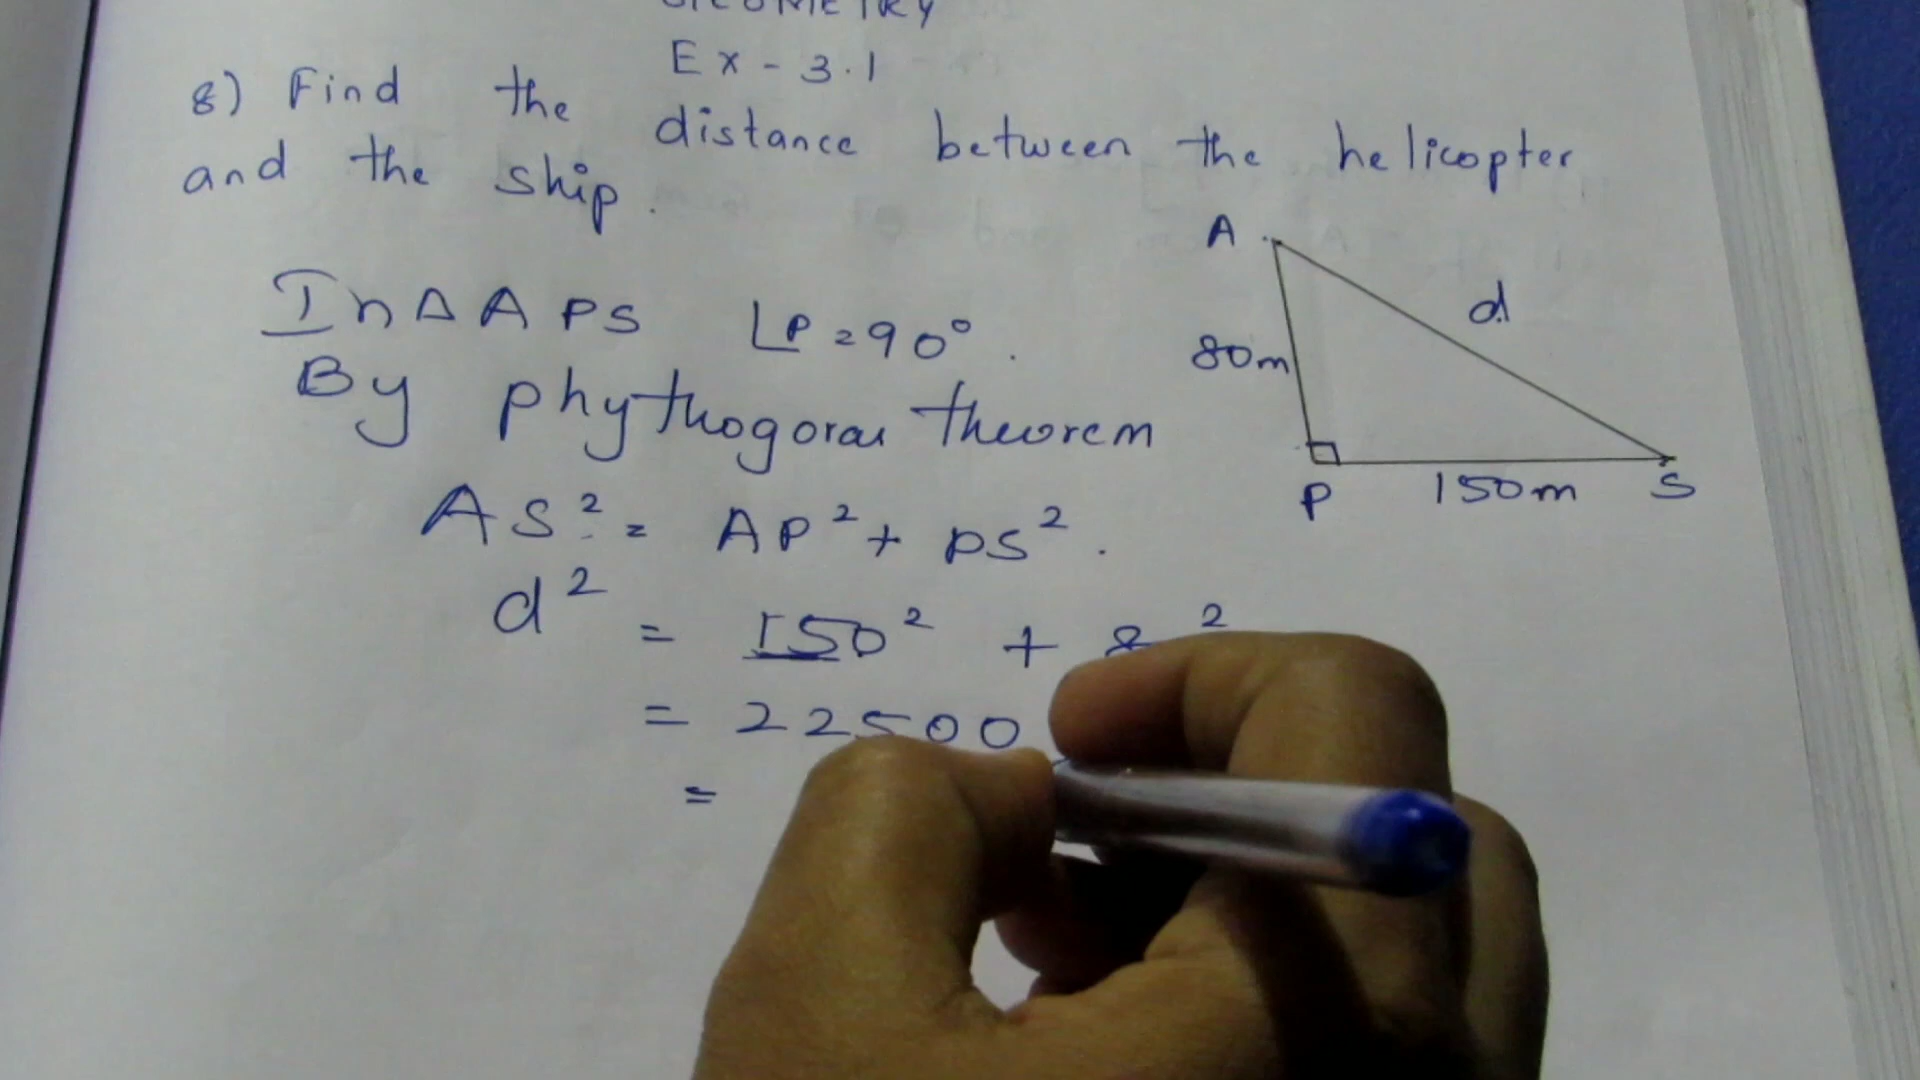 Ex - 3.1
8) Find the distance between the helicopter
and the ship.
In Δ APS ∟P = 90°.
By phythogoras theorem
AS² = AP² + PS².
d² = 150² +
= 22500
=
A
d
80m
P 150m S